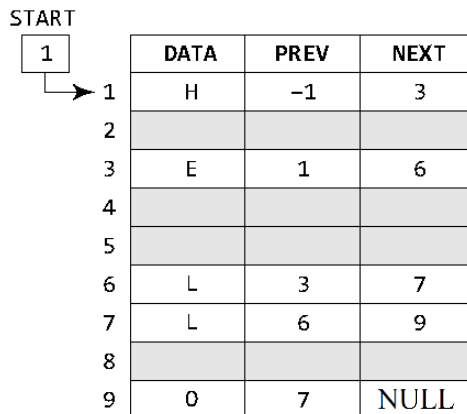 START
1
DATA PREV NEXT
1 H -1 3
2
3 E 1 6
4
5
6 L 3 7
7 L 6 9
8
9 O 7 NULL